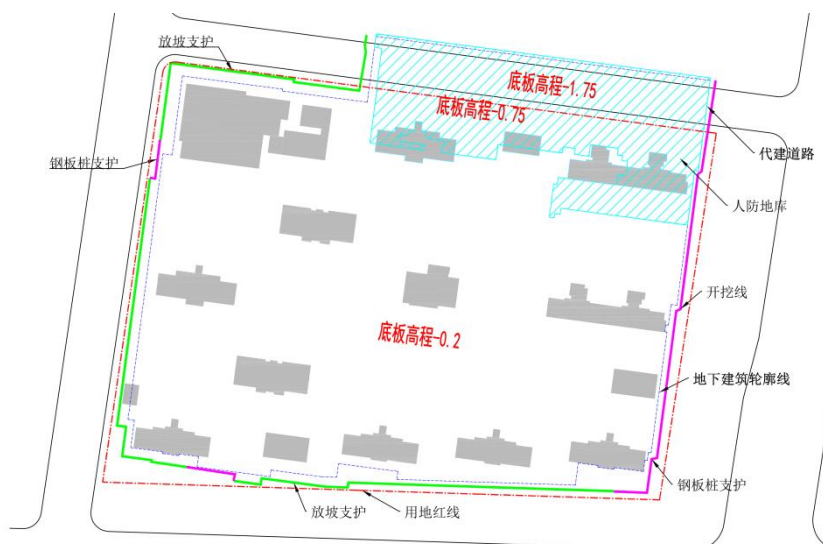 放坡支护
底板高程-1.75
底板高程-0.75
代建道路
钢板桩支护
人防地库
开挖线
底板高程-0.2
地下建筑轮廓线
钢板桩支护
放坡支护
用地红线